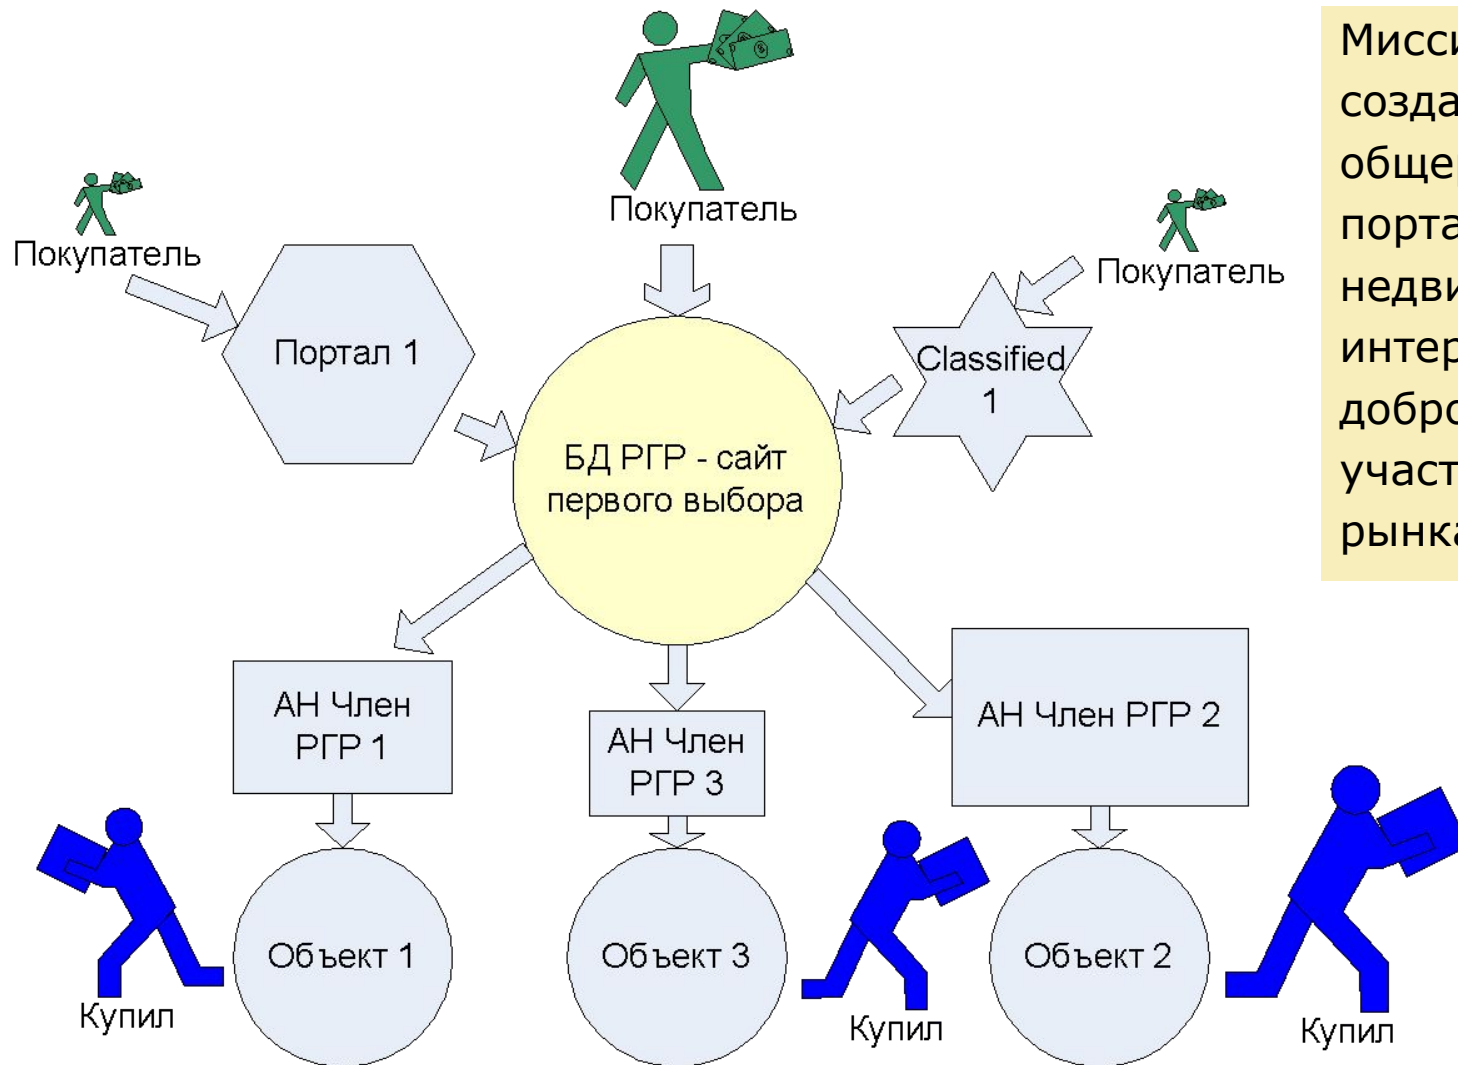 Покупатель
Покупатель
Покупатель
Портал 1
Classified
1
БД РГР - сайт
первого выбора
АН Член
РГР 1
АН Член
РГР 3
АН Член РГР 2
Объект 1
Объект 3
Объект 2
Купил
Купил
Купил